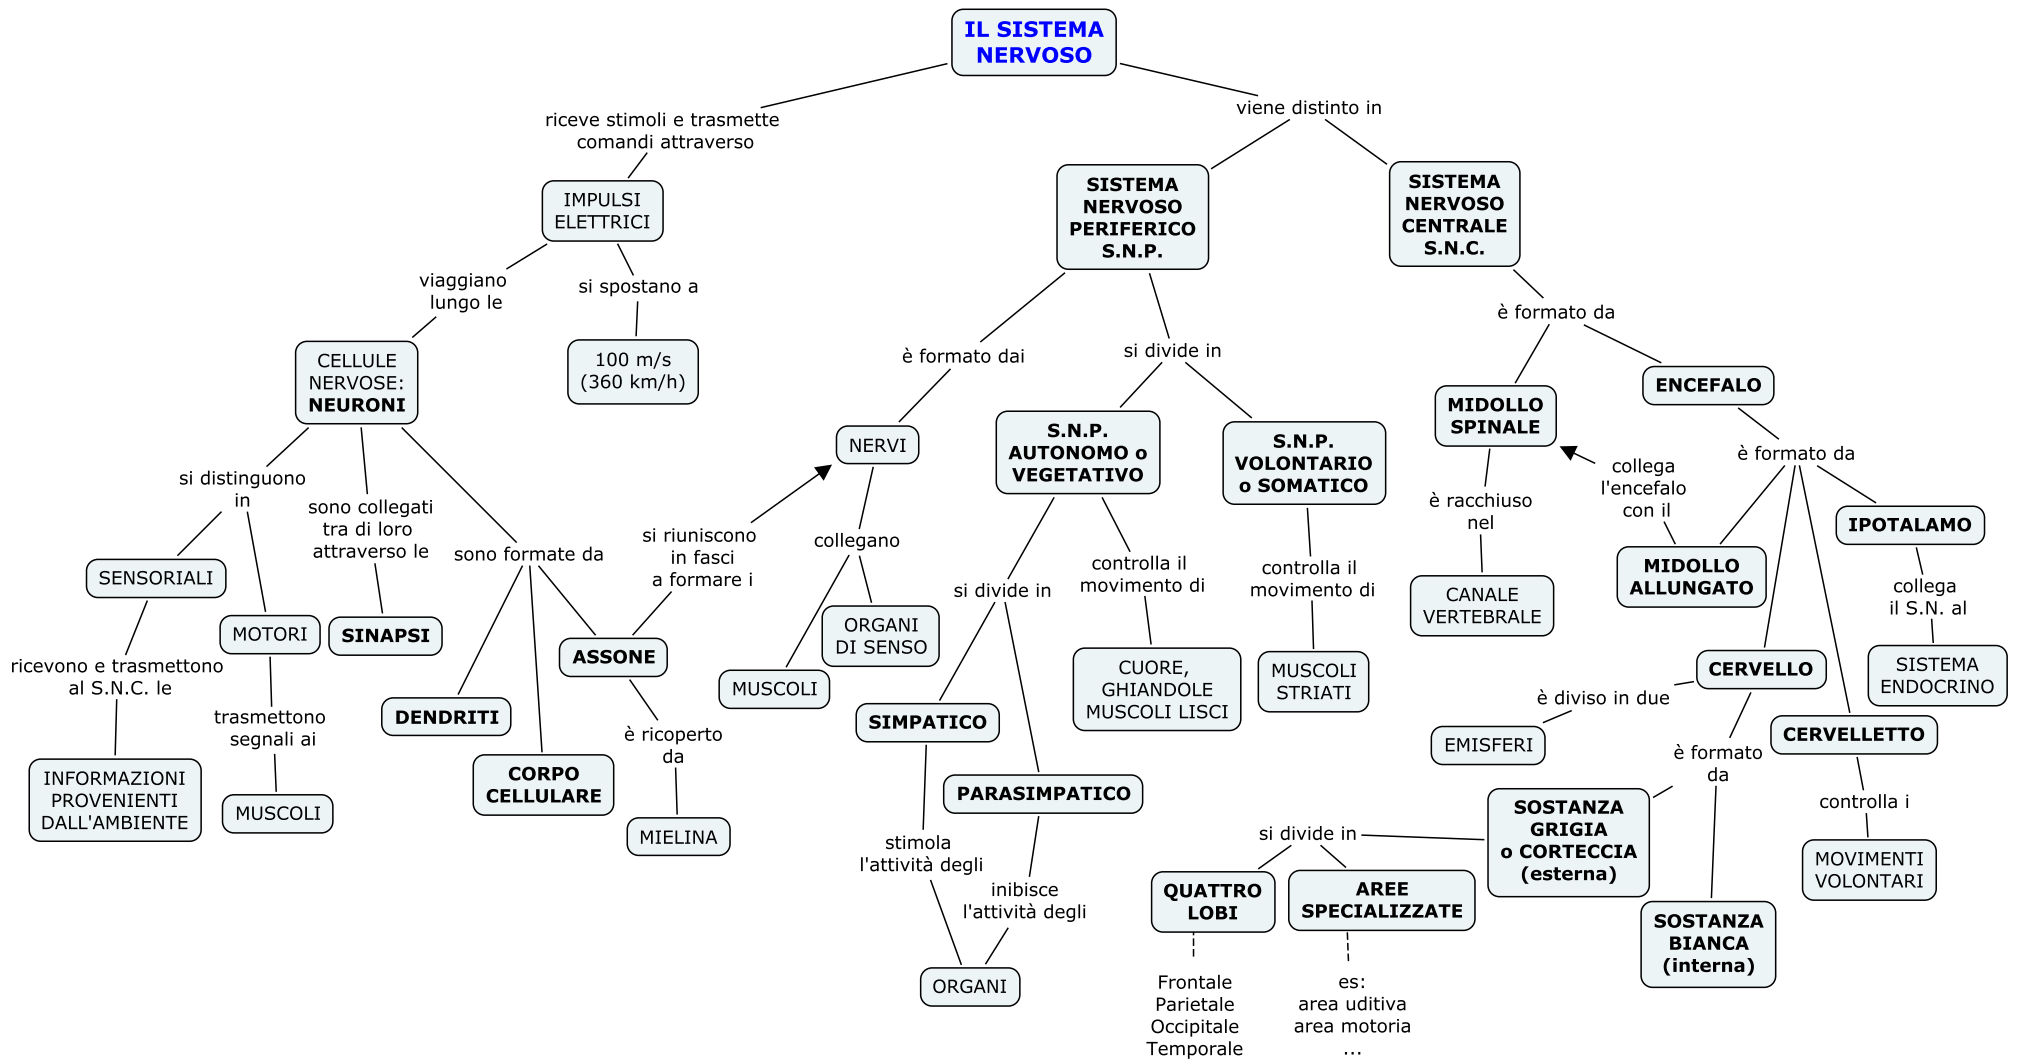 IL SISTEMA
NERVOSO
riceve stimoli e trasmette
comandi attraverso
viene distinto in
IMPULSI
ELETTRICI
SISTEMA
NERVOSO
PERIFERICO
S.N.P.
SISTEMA
NERVOSO
CENTRALE
S.N.C.
viaggiano
lungo le
si spostano a
è formato da
CELLULE
NERVOSE:
NEURONI
100 m/s
(360 km/h)
è formato dai
si divide in
MIDOLLO
SPINALE
ENCEFALO
NERVI
S.N.P.
AUTONOMO o
VEGETATIVO
S.N.P.
VOLONTARIO
o SOMATICO
è formato da
si distinguono
in
sono collegati
tra di loro
attraverso le
sono formate da
si riuniscono
in fasci
a formare i
collegano
è racchiuso
nel
collega
l'encefalo
con il
IPOTALAMO
SENSORIALI
MOTORI
SINAPSI
ASSONE
ORGANI
DI SENSO
MUSCOLI
si divide in
controlla il
movimento di
controlla il
movimento di
CANALE
VERTEBRALE
MIDOLLO
ALLUNGATO
collega
il S.N. al
ricevono e trasmettono
al S.N.C. le
trasmettono
segnali ai
DENDRITI
CORPO
CELLULARE
è ricoperto
da
SIMPATICO
CUORE,
GHIANDOLE
MUSCOLI LISCI
MUSCOLI
STRIATI
CERVELLO
SISTEMA
ENDOCRINO
è diviso in due
EMISFERI
è formato
da
CERVELLETTO
INFORMAZIONI
PROVENIENTI
DALL'AMBIENTE
MUSCOLI
MIELINA
PARASIMPATICO
stimola
l'attività degli
inibisce
l'attività degli
si divide in
SOSTANZA
GRIGIA
o CORTECCIA
(esterna)
controlla i
MOVIMENTI
VOLONTARI
QUATTRO
LOBI
AREE
SPECIALIZZATE
SOSTANZA
BIANCA
(interna)
ORGANI
Frontale
Parietale
Occipitale
Temporale
es:
area uditiva
area motoria
...